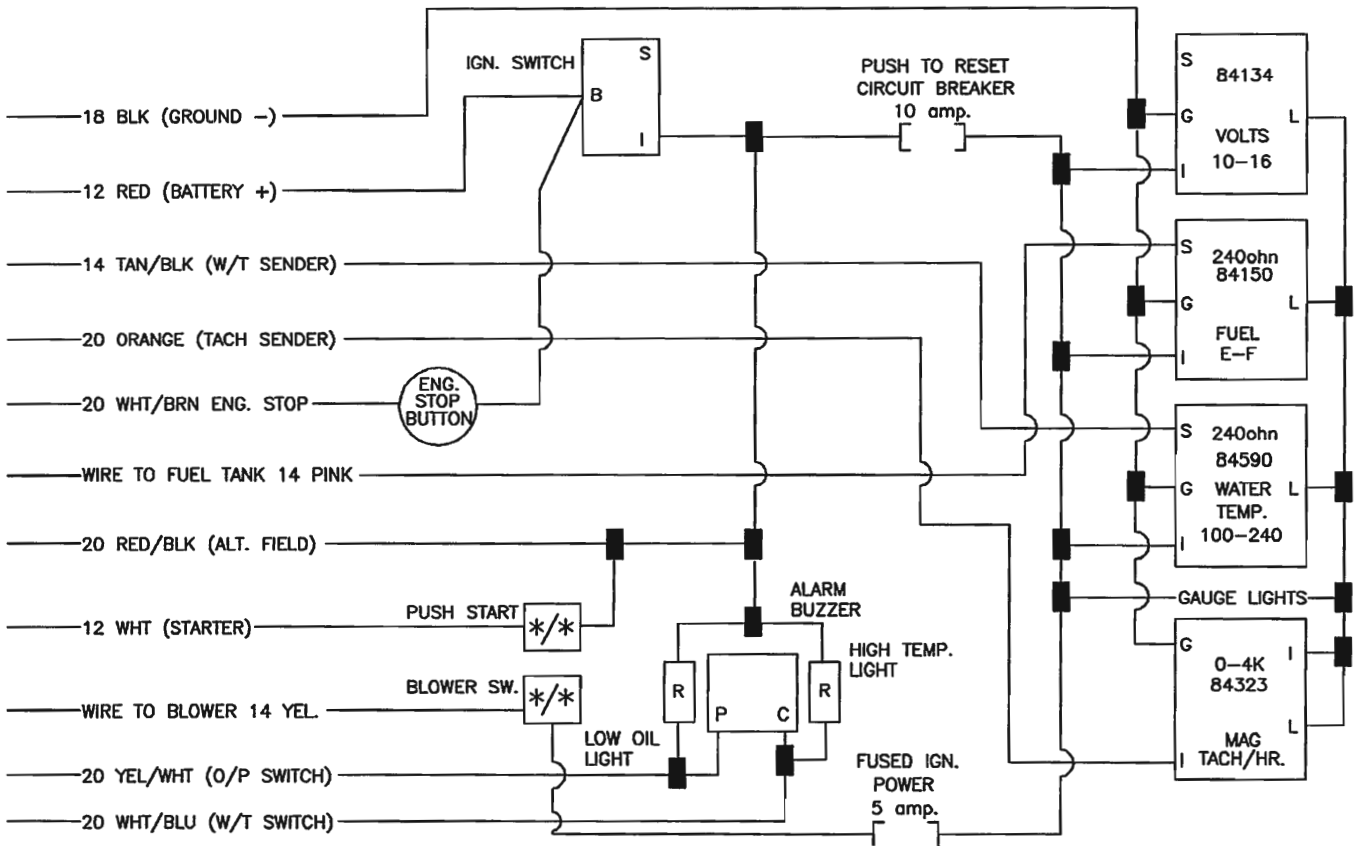 IGN. SWITCH
S
B
I
PUSH TO RESET
CIRCUIT BREAKER
10 amp.
18 BLK (GROUND -)
12 RED (BATTERY +)
14 TAN/BLK (W/T SENDER)
20 ORANGE (TACH SENDER)
20 WHT/BRN ENG. STOP
ENG.
STOP
BUTTON
WIRE TO FUEL TANK 14 PINK
20 RED/BLK (ALT. FIELD)
12 WHT (STARTER)
PUSH START
*/*
WIRE TO BLOWER 14 YEL.
BLOWER SW.
*/*
20 YEL/WHT (O/P SWITCH)
20 WHT/BLU (W/T SWITCH)
LOW OIL
LIGHT
R
P
C
R
ALARM
BUZZER
HIGH TEMP.
LIGHT
FUSED IGN.
POWER
5 amp.
S
84134
G
L
VOLTS
10-16
I
S
240ohn
84150
G
L
FUEL
E-F
I
S
240ohn
84590
G
WATER
L
TEMP.
100-240
I
GAUGE LIGHTS
G
I
0-4K
84323
L
MAG
TACH/HR.
I